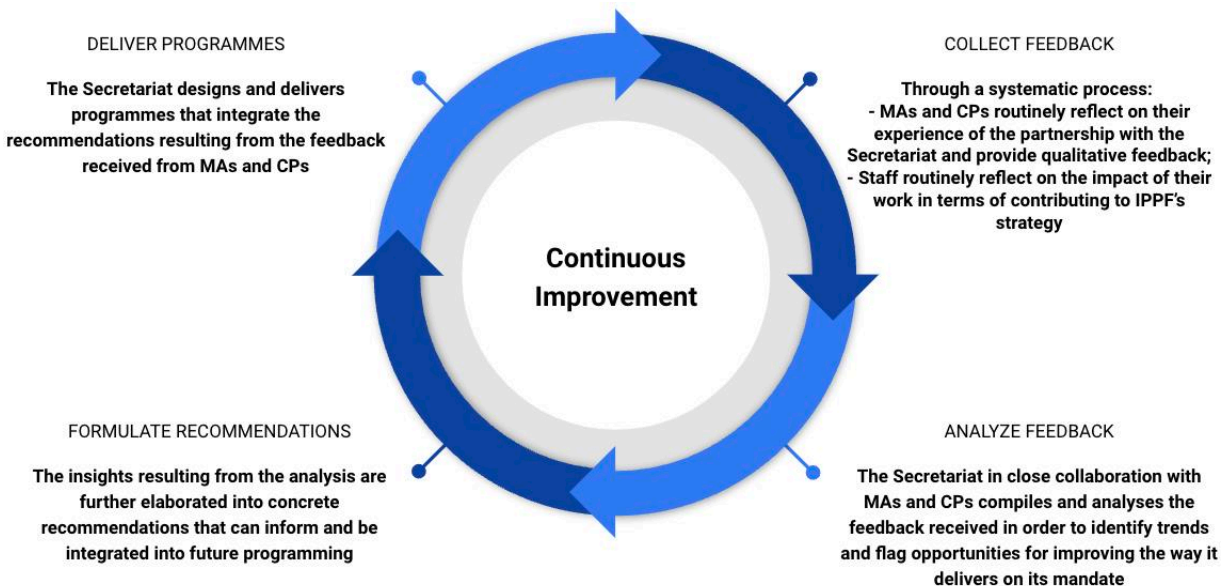 DELIVER PROGRAMMES
The Secretariat designs and delivers
programmes that integrate the
recommendations resulting from the feedback
received from MAs and CPs
COLLECT FEEDBACK
Through a systematic process:
- MAs and CPs routinely reflect on their
experience of the partnership with the
Secretariat and provide qualitative feedback;
- Staff routinely reflect on the impact of their
work in terms of contributing to IPPF's
strategy
Continuous
Improvement
FORMULATE RECOMMENDATIONS
The insights resulting from the analysis are
further elaborated into concrete
recommendations that can inform and be
integrated into future programming
ANALYZE FEEDBACK
The Secretariat in close collaboration with
MAs and CPs compiles and analyses the
feedback received in order to identify trends
and flag opportunities for improving the way it
delivers on its mandate